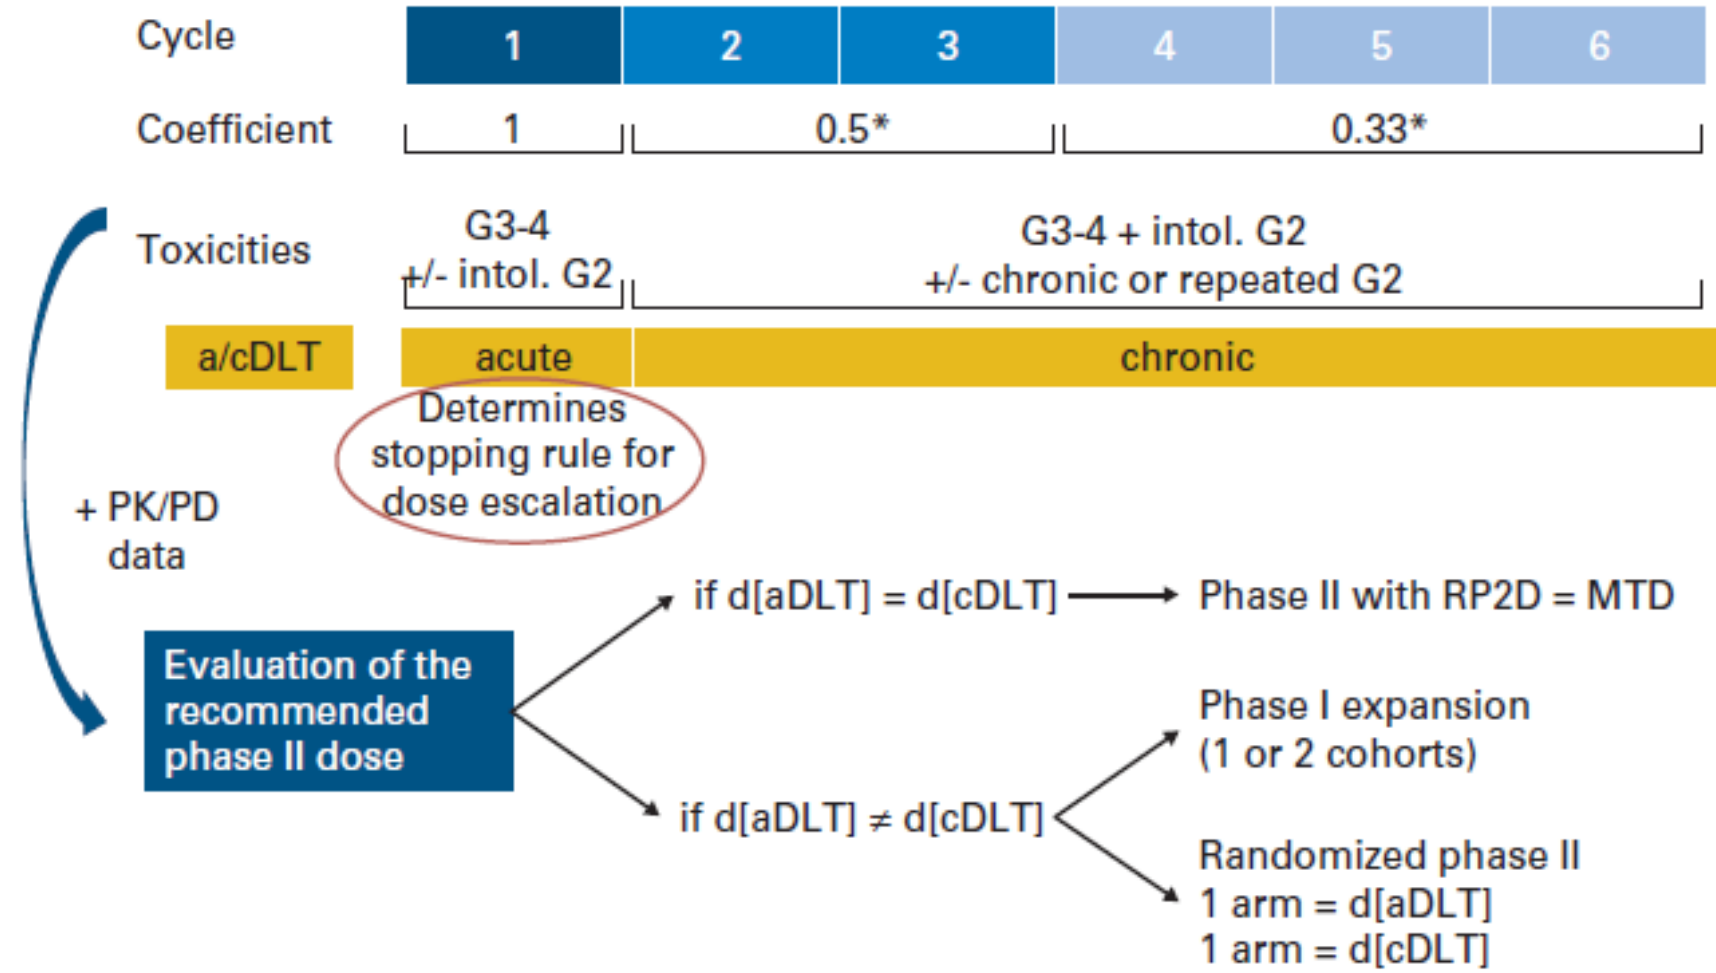 Cycle 1 2 3 4 5 6
Coefficient 1 0.5* 0.33*
Toxicities
G3-4
+/- intol. G2
G3-4 + intol. G2
+/- chronic or repeated G2
a/cDLT acute chronic
Determines
stopping rule for
dose escalation
+ PK/PD
data
Evaluation of the
recommended
phase II dose
if d[aDLT] = d[cDLT]
Phase II with RP2D = MTD
if d[aDLT] ≠ d[cDLT]
Phase I expansion
(1 or 2 cohorts)
Randomized phase II
1 arm = d[aDLT]
1 arm = d[cDLT]